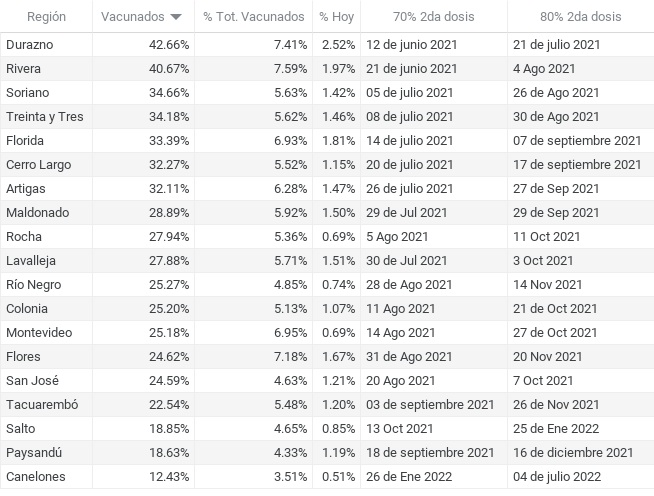 Región Vacunados % Tot. Vacunados % Hoy 70% 2da dosis 80% 2da dosis
Durazno 42.66% 7.41% 2.52% 12 de junio 2021 21 de julio 2021
Rivera 40.67% 7.59% 1.97% 21 de junio 2021 4 Ago 2021
Soriano 34.66% 5.63% 1.42% 05 de julio 2021 26 de Ago 2021
Treinta y Tres 34.18% 5.62% 1.46% 08 de julio 2021 30 de Ago 2021
Florida 33.39% 6.93% 1.81% 14 de julio 2021 07 de septiembre 2021
Cerro Largo 32.27% 5.52% 1.15% 20 de julio 2021 17 de septiembre 2021
Artigas 32.11% 6.28% 1.47% 26 de julio 2021 27 de Sep 2021
Maldonado 28.89% 5.92% 1.50% 29 de Jul 2021 29 de Sep 2021
Rocha 27.94% 5.36% 0.69% 5 Ago 2021 11 Oct 2021
Lavalleja 27.88% 5.71% 1.51% 30 de Jul 2021 3 Oct 2021
Río Negro 25.27% 4.85% 0.74% 28 de Ago 2021 14 Nov 2021
Colonia 25.20% 5.13% 1.07% 11 Ago 2021 21 de Oct 2021
Montevideo 25.18% 6.95% 0.69% 14 Ago 2021 27 de Oct 2021
Flores 24.62% 7.18% 1.67% 31 de Ago 2021 20 Nov 2021
San José 24.59% 4.63% 1.21% 20 Ago 2021 7 Oct 2021
Tacuarembó 22.54% 5.48% 1.20% 03 de septiembre 2021 26 de Nov 2021
Salto 18.85% 4.65% 0.85% 13 Oct 2021 25 de Ene 2022
Paysandú 18.63% 4.33% 1.19% 18 de septiembre 2021 16 de diciembre 2021
Canelones 12.43% 3.51% 0.51% 26 de Ene 2022 04 de julio 2022